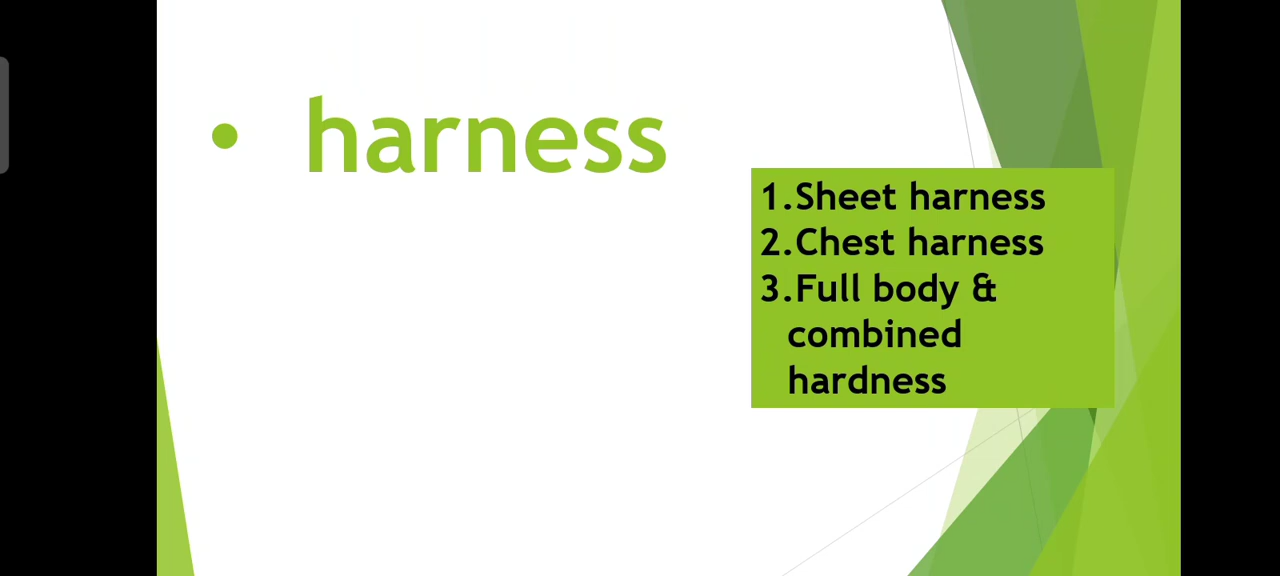 • harness
1.Sheet harness
2.Chest harness
3.Full body &
combined
hardness